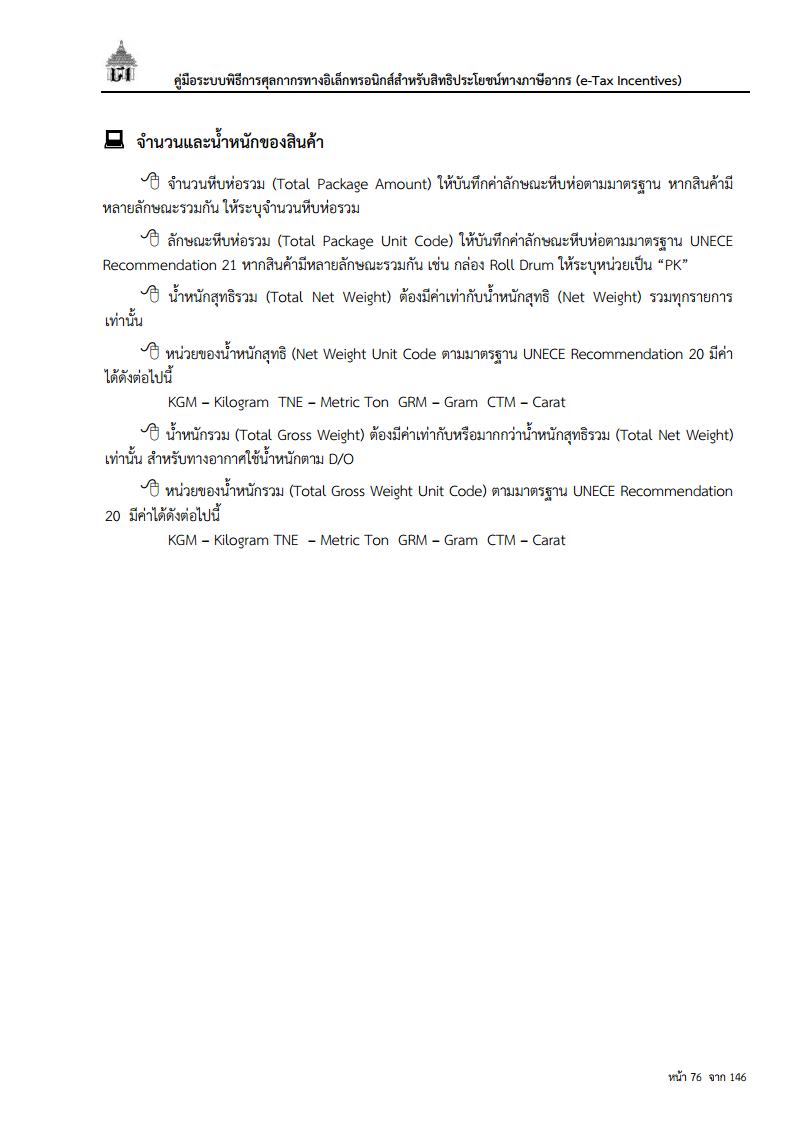 คู่มือระบบพิธีการศุลกากรทางอิเล็กทรอนิกส์สำหรับสิทธิประโยชน์ทางภาษีอากร (e-Tax Incentives)
จำนวนและน้ำหนักของสินค้า
จำนวนหีบห่อรวม (Total Package Amount) ให้บันทึกค่าลักษณะหีบห่อตามมาตรฐาน หากสินค้ามี
หลายลักษณะรวมกัน ให้ระบุจำนวนหีบห่อรวม
ลักษณะหีบห่อรวม (Total Package Unit Code) ให้บันทึกค่าลักษณะหีบห่อตามมาตรฐาน UNECE
Recommendation 21 หากสินค้ามีหลายลักษณะรวมกัน เช่น กล่อง Roll Drum ให้ระบุหน่วยเป็น “PK”
น้ำหนักสุทธิรวม (Total Net Weight) ต้องมีค่าเท่ากับน้ำหนักสุทธิ (Net Weight) รวมทุกรายการ
เท่านั้น
หน่วยของน้ำหนักสุทธิ (Net Weight Unit Code ตามมาตรฐาน UNECE Recommendation 20 มีค่า
ได้ดังต่อไปนี้
KGM – Kilogram TNE – Metric Ton GRM – Gram CTM – Carat
น้ำหนักรวม (Total Gross Weight) ต้องมีค่าเท่ากับหรือมากกว่าน้ำหนักสุทธิรวม (Total Net Weight)
เท่านั้น สำหรับทางอากาศใช้น้ำหนักตาม D/O
หน่วยของน้ำหนักรวม (Total Gross Weight Unit Code) ตามมาตรฐาน UNECE Recommendation
20 มีค่าได้ดังต่อไปนี้
KGM – Kilogram TNE – Metric Ton GRM – Gram CTM – Carat
หน้า 76 จาก 146